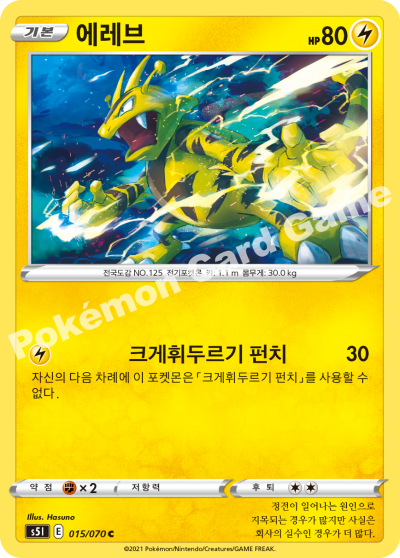 기본 에레브 HP 80
전국도감 NO.125 전기포켓몬 키: 1.1 m 몸무게: 30.0 kg
Pokémon Card Game
크게휘두르기 펀치 30
자신의 다음 차례에 이 포켓몬은 「크게휘두르기 펀치」를 사용할 수
없다.
약점 ×2 저항력 후퇴
Illus. Hasuno
s5I E 015/070 C
정전이 일어나는 원인으로
지목되는 경우가 많지만 사실은
회사의 실수인 경우가 더 많다.
©2021 Pokémon/Nintendo/Creatures/GAME FREAK.